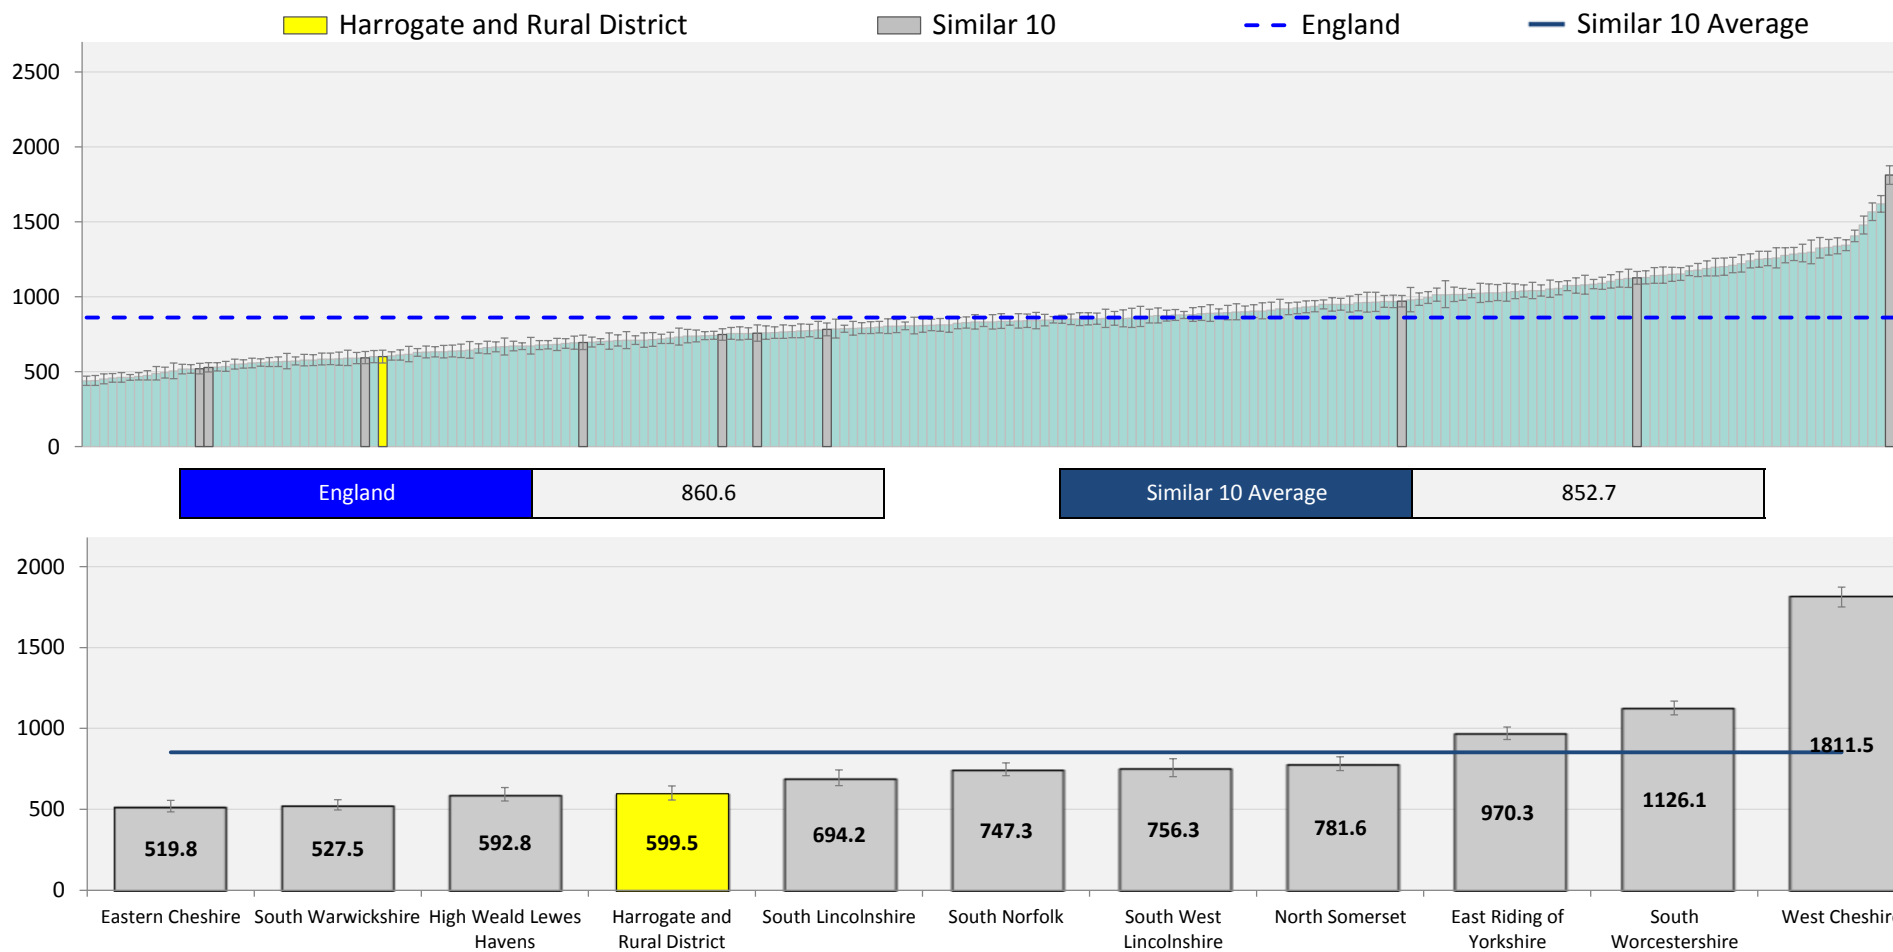 Harrogate and Rural District Similar 10 England Similar 10 Average
2500
2000
1500
1000
500
0
England 860.6 Similar 10 Average 852.7
2000
1500
1000
500
0
519.8 527.5 592.8 599.5 694.2 747.3 756.3 781.6 970.3 1126.1 1811.5
Eastern Cheshire South Warwickshire High Weald Lewes Harrogate and South Lincolnshire South Norfolk South West North Somerset East Riding of South West Cheshire
Havens Rural District Lincolnshire Yorkshire Worcestershire